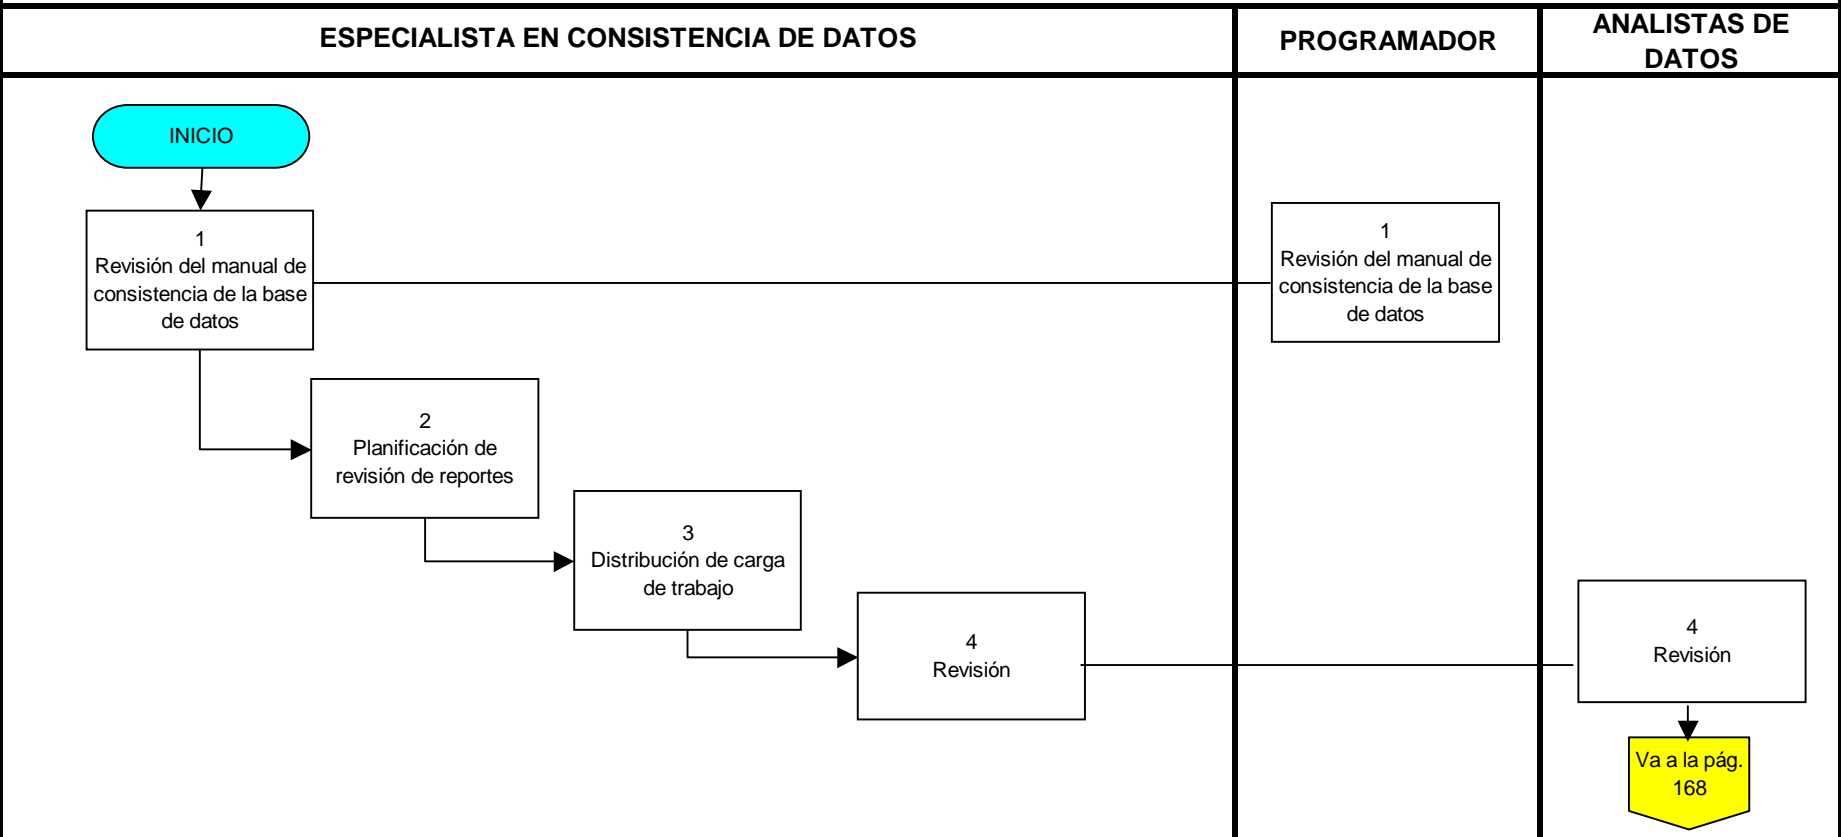 ESPECIALISTA EN CONSISTENCIA DE DATOS
PROGRAMADOR
ANALISTAS DE
DATOS
INICIO
1
Revisión del manual de
consistencia de la base
de datos
1
Revisión del manual de
consistencia de la base
de datos
2
Planificación de
revisión de reportes
3
Distribución de carga
de trabajo
4
Revisión
4
Revisión
Va a la pág.
168